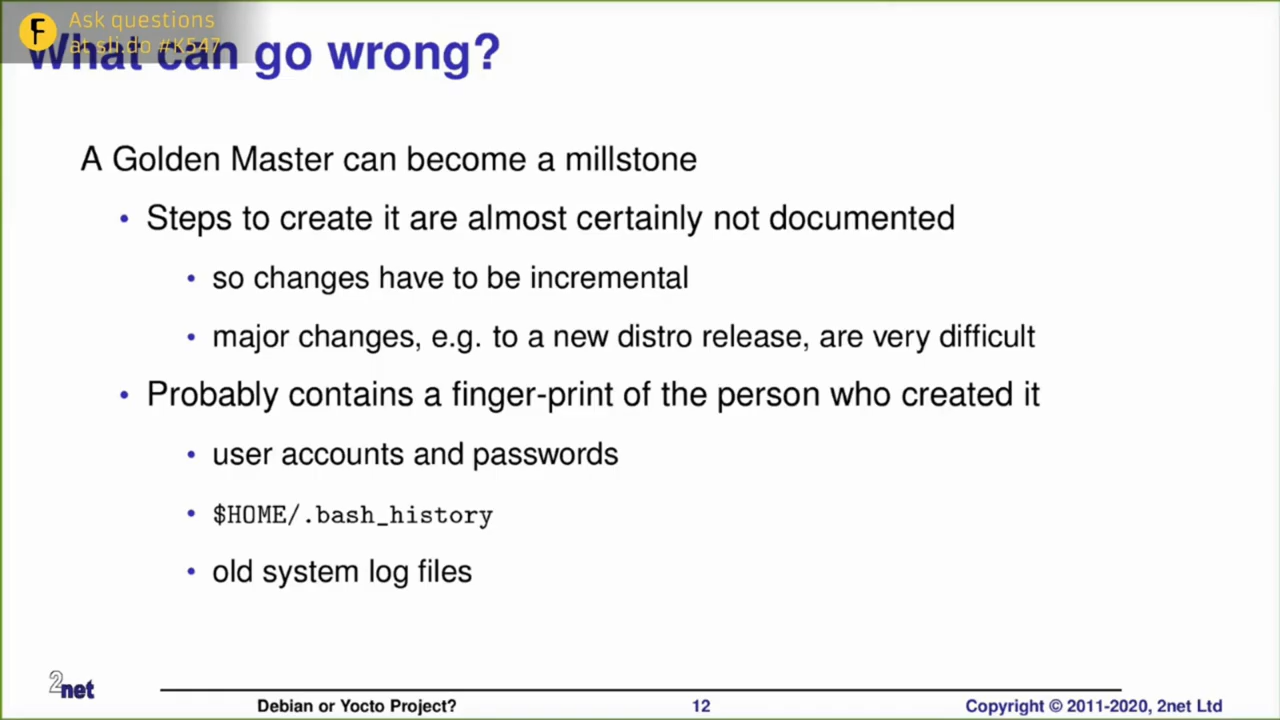 F
Ask questions
at sli.do #K547
What can go wrong?
A Golden Master can become a millstone
• Steps to create it are almost certainly not documented
• so changes have to be incremental
• major changes, e.g. to a new distro release, are very difficult
• Probably contains a finger-print of the person who created it
• user accounts and passwords
• $HOME/.bash_history
• old system log files
2net
Debian or Yocto Project?
12
Copyright © 2011-2020, 2net Ltd